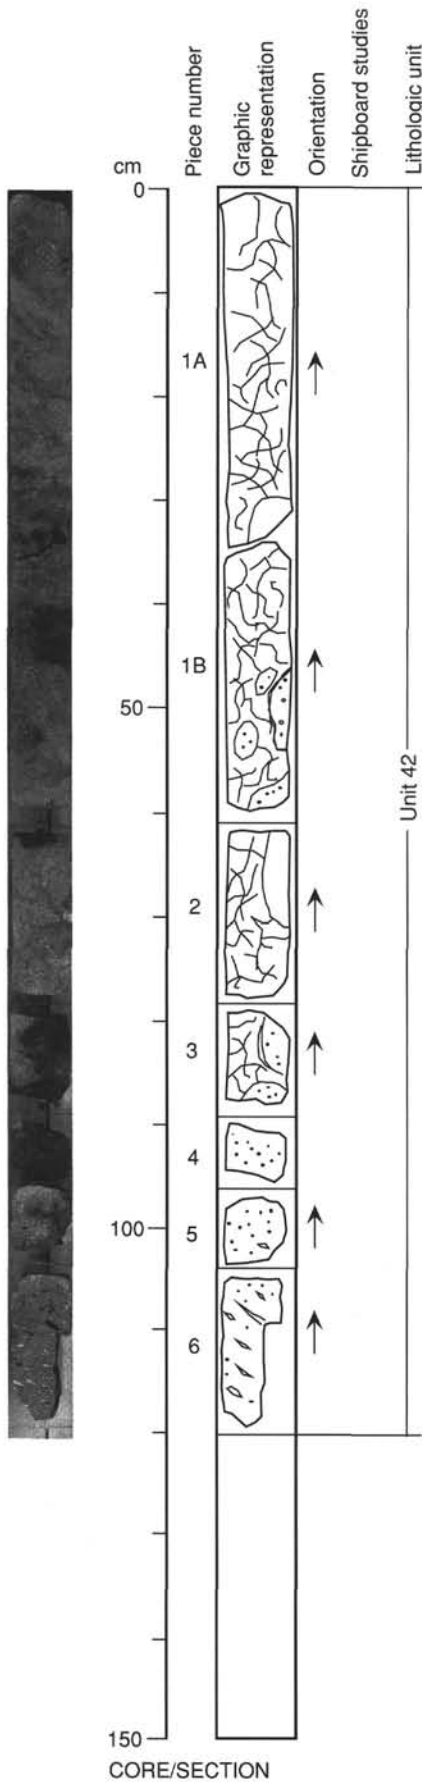 cm
Piece number
Graphic
representation
Orientation
Shipboard studies
Lithologic unit
0
1A
1B
50
Unit 42
2
3
4
100
5
6
150
CORE/SECTION